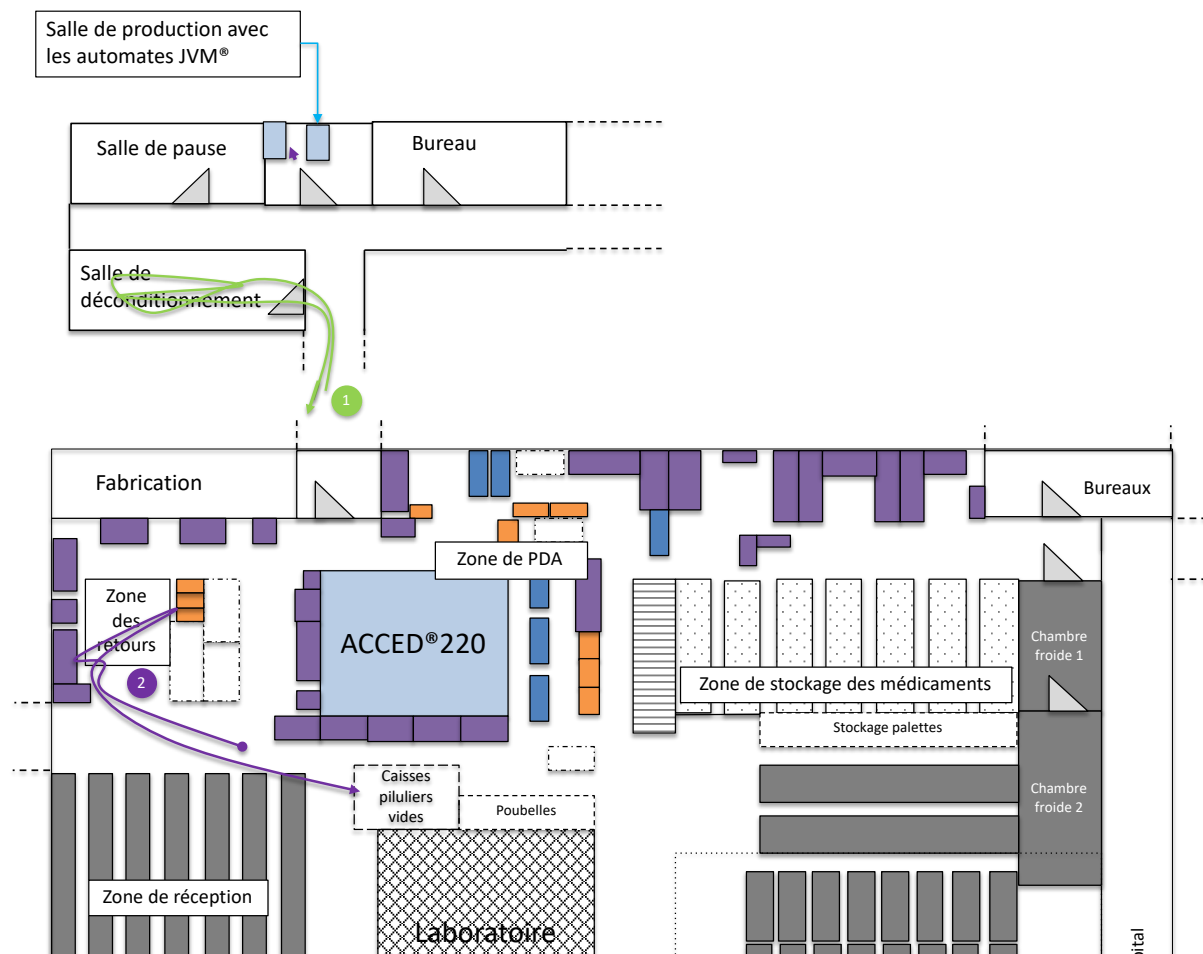 Salle de production avec
les automates JVM®
Salle de pause
Bureau
Salle de
déconditionnement
1
Fabrication
Bureaux
Zone de PDA
Zone
des
retours
ACCED®220
Chambre
froide 1
2
Zone de stockage des médicaments
Stockage palettes
Caisses
piluliers
vides
Poubelles
Chambre
froide 2
Zone de réception
Laboratoire